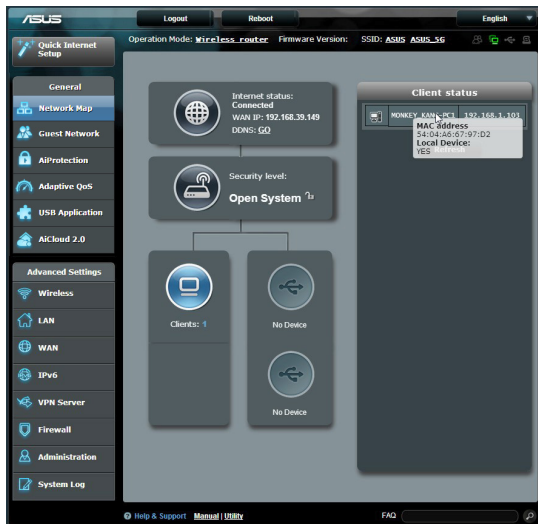 ASUS
Logout
Reboot
English
Quick Internet
Setup
Operation Mode: Wireless router Firmware Version: SSID: ASUS ASUS_5G
General
Network Map
Guest Network
AiProtection
Adaptive QoS
USB Application
AiCloud 2.0
Advanced Settings
Wireless
LAN
WAN
IPv6
VPN Server
Firewall
Administration
System Log
Internet status:
Connected
WAN IP: 192.168.39.149
DDNS: GO
Security level:
Open System
Clients: 1
No Device
No Device
Client status
MONKEY_KANG-PC1 192.168.1.103
MAC address
54:04:A6:67:97:D2
Local Device:
YES
Help & Support Manual | Utility
FAQ